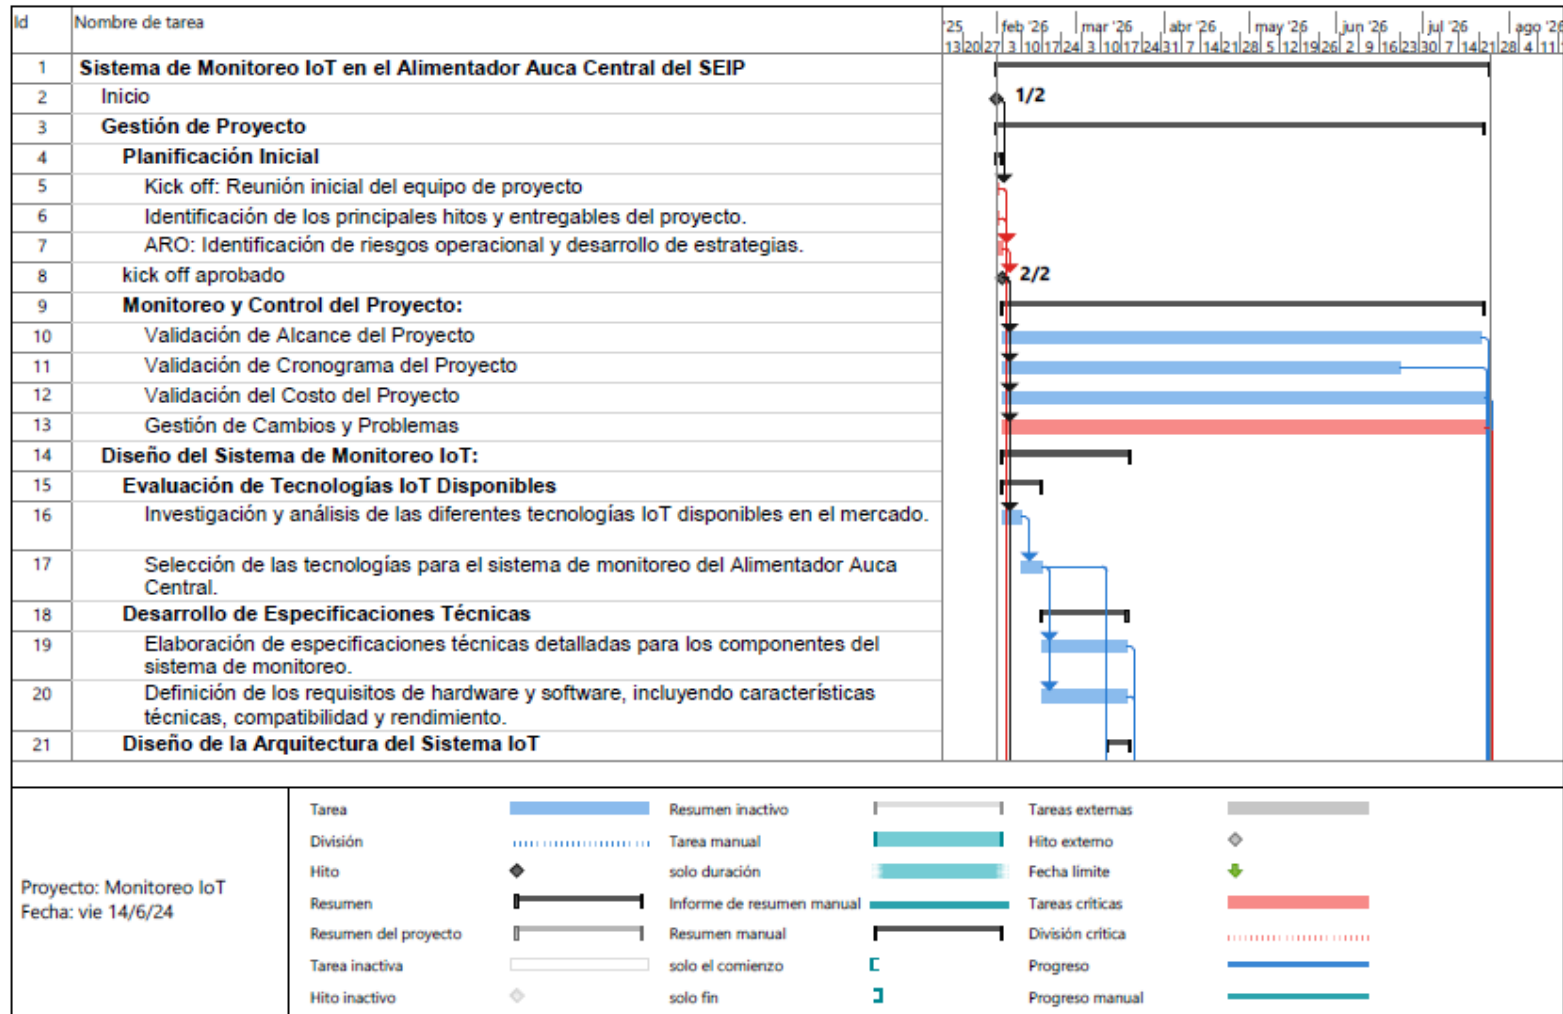 Id Nombre de tarea '25 feb '26 mar '26 abr '26 may '26 jun '26 jul '26 ago '26
13 20 27 3 10 17 24 3 10 17 24 31 7 14 21 28 5 12 19 26 2 9 16 23 30 7 14 21 28 4 11
1 Sistema de Monitoreo IoT en el Alimentador Auca Central del SEIP
2 Inicio 1/2
3 Gestión de Proyecto
4 Planificación Inicial
5 Kick off: Reunión inicial del equipo de proyecto
6 Identificación de los principales hitos y entregables del proyecto.
7 ARO: Identificación de riesgos operacional y desarrollo de estrategias.
8 kick off aprobado 2/2
9 Monitoreo y Control del Proyecto:
10 Validación de Alcance del Proyecto
11 Validación de Cronograma del Proyecto
12 Validación del Costo del Proyecto
13 Gestión de Cambios y Problemas
14 Diseño del Sistema de Monitoreo IoT:
15 Evaluación de Tecnologías IoT Disponibles
16 Investigación y análisis de las diferentes tecnologías IoT disponibles en el mercado.
17 Selección de las tecnologías para el sistema de monitoreo del Alimentador Auca
Central.
18 Desarrollo de Especificaciones Técnicas
19 Elaboración de especificaciones técnicas detalladas para los componentes del
sistema de monitoreo.
20 Definición de los requisitos de hardware y software, incluyendo características
técnicas, compatibilidad y rendimiento.
21 Diseño de la Arquitectura del Sistema IoT
Proyecto: Monitoreo IoT
Fecha: vie 14/6/24
Tarea Resumen inactivo Tareas externas
División Tarea manual Hito externo
Hito solo duración Fecha límite
Resumen Informe de resumen manual Tareas críticas
Resumen del proyecto Resumen manual División crítica
Tarea inactiva solo el comienzo Progreso
Hito inactivo solo fin Progreso manual